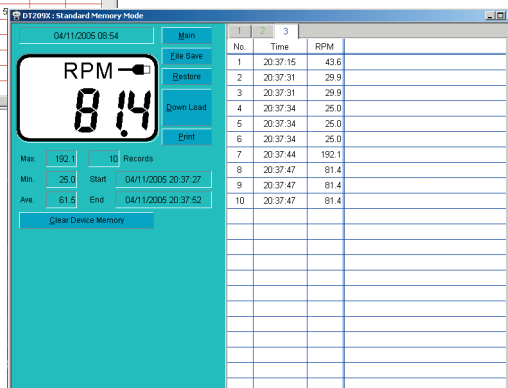 5
DT209X : Standard Memory Mode
04/11/2005 08:54
Main
File Save
Restore
Down Load
Print
RPM
81.4
Max. 192.1 10 Records
Min. 25.0 Start 04/11/2005 20:37:27
Ave. 61.5 End 04/11/2005 20:37:52
Clear Device Memory
1 2 3
No. Time RPM
1 20:37:15 43.6
2 20:37:31 29.9
3 20:37:31 29.9
4 20:37:34 25.0
5 20:37:34 25.0
6 20:37:34 25.0
7 20:37:44 192.1
8 20:37:47 81.4
9 20:37:47 81.4
10 20:37:47 81.4